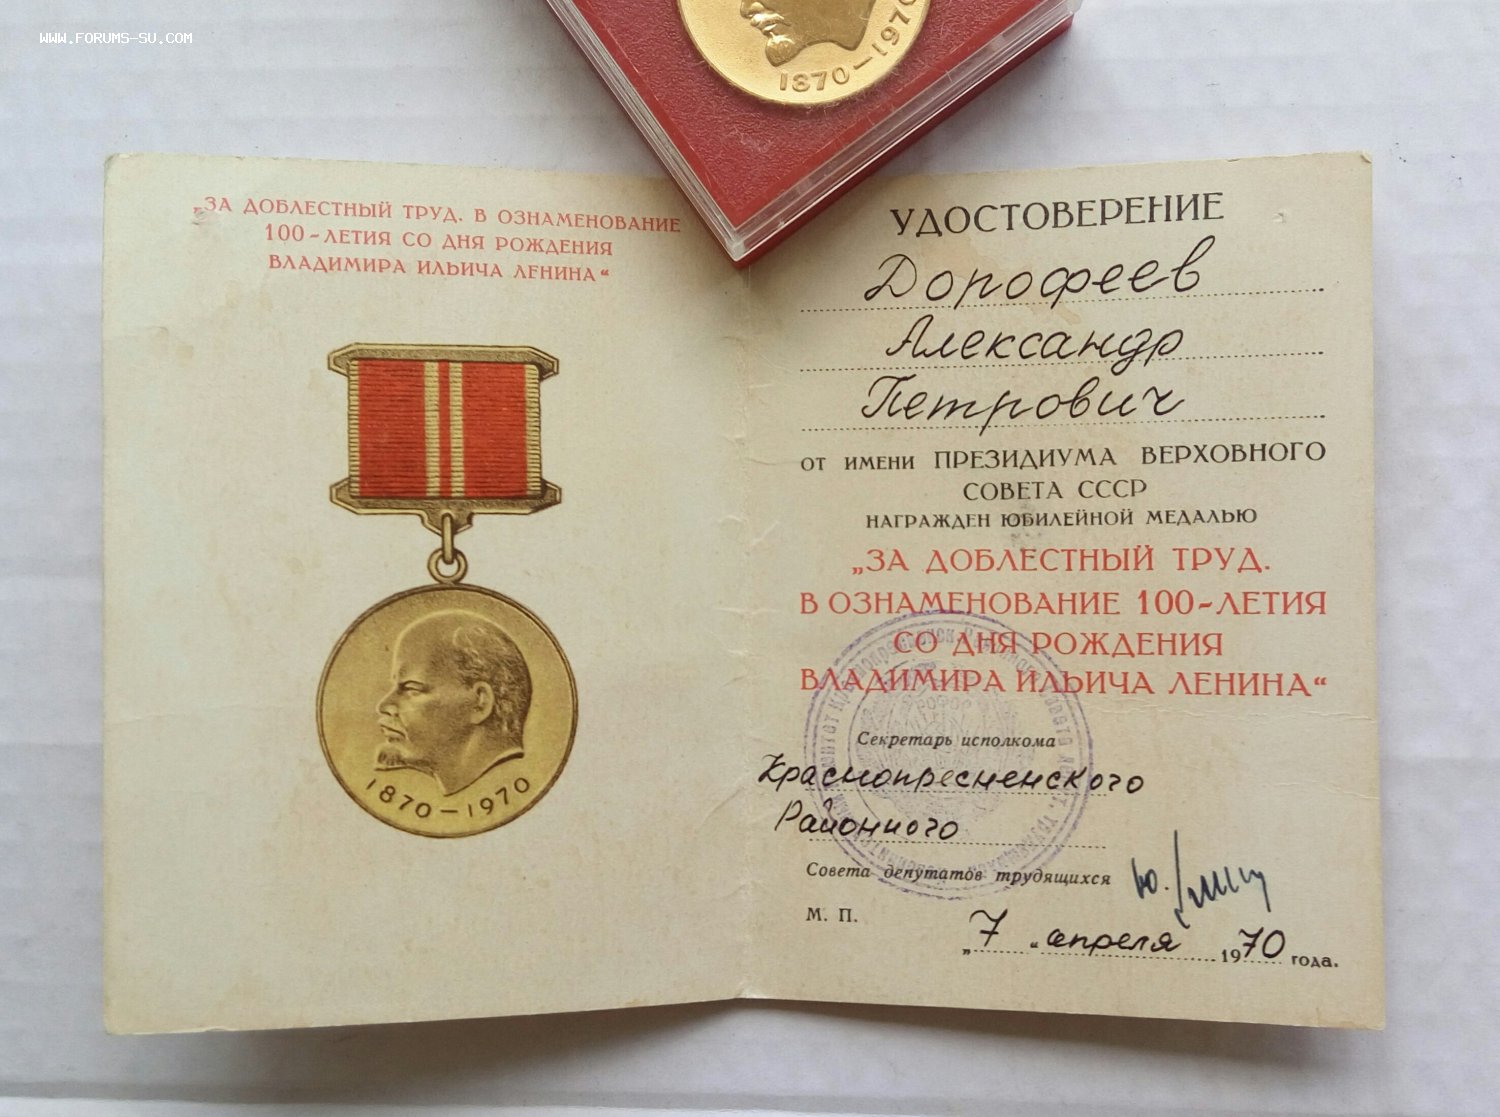 WWW.FORUMS-SU.COM
1870-1970
„ЗА ДОБЛЕСТНЫЙ ТРУД. В ОЗНАМЕНОВАНИЕ
100-ЛЕТИЯ СО ДНЯ РОЖДЕНИЯ
ВЛАДИМИРА ИЛЬИЧА ЛЕНИНА“
1870-1970
УДОСТОВЕРЕНИЕ
Дорофеев
Александр
Петрович
ОТ ИМЕНИ ПРЕЗИДИУМА ВЕРХОВНОГО
СОВЕТА СССР
НАГРАЖДЕН ЮБИЛЕЙНОЙ МЕДАЛЬЮ
„ЗА ДОБЛЕСТНЫЙ ТРУД.
В ОЗНАМЕНОВАНИЕ 100-ЛЕТИЯ
СО ДНЯ РОЖДЕНИЯ
ВЛАДИМИРА ИЛЬИЧА ЛЕНИНА“
Секретарь исполкома
Краснопресненского
Районного
Совета депутатов трудящихся
М. П.
„7“ апреля 1970 года.